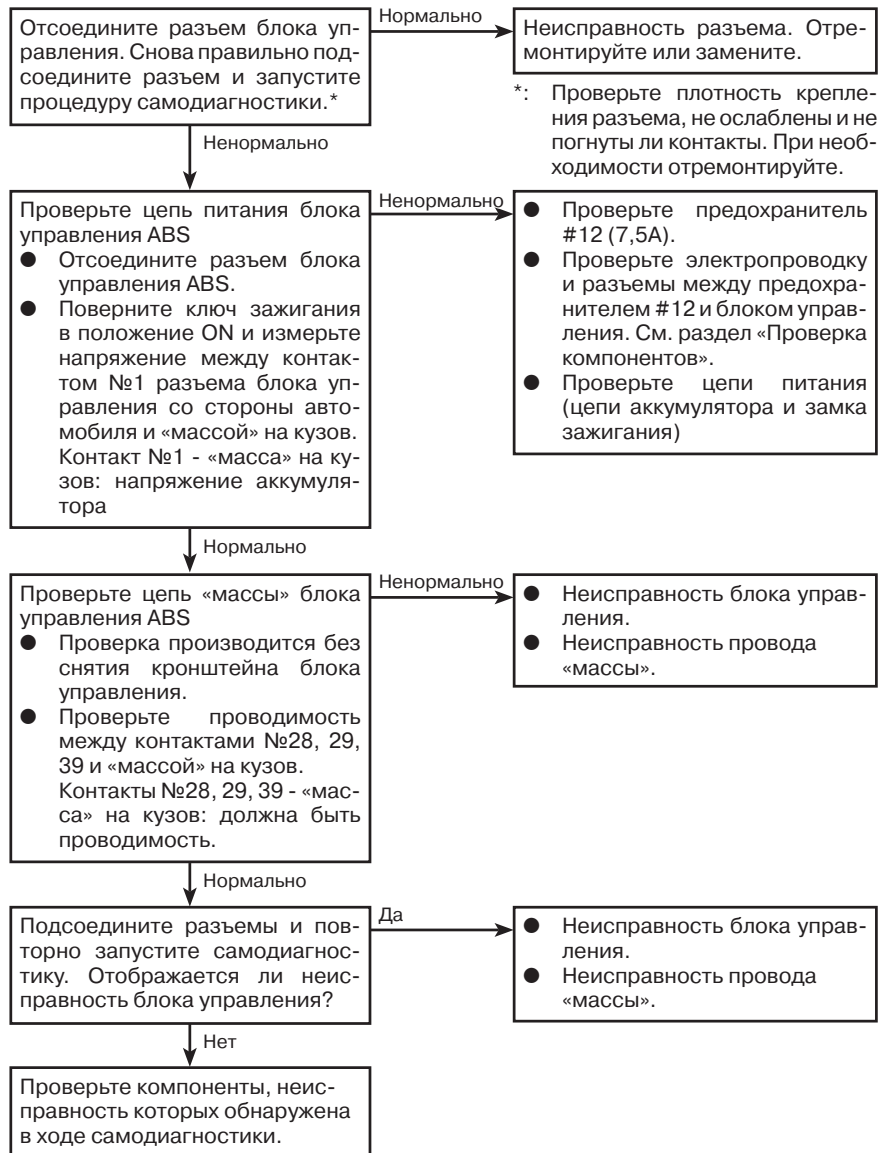 Отсоедините разъем блока уп-
равления. Снова правильно под-
соедините разъем и запустите
процедуру самодиагностики.*
Нормально
Неисправность разъема. Отре-
монтируйте или замените.
*: Проверьте плотность крепле-
ния разъема, не ослаблены и не
погнуты ли контакты. При необ-
ходимости отремонтируйте.
Ненормально
Проверьте цепь питания блока
управления ABS
● Отсоедините разъем блока
управления ABS.
● Поверните ключ зажигания
в положение ON и измерьте
напряжение между контак-
том №1 разъема блока уп-
равления со стороны авто-
мобиля и «массой» на кузов.
Контакт №1 - «масса» на ку-
зов: напряжение аккумуля-
тора
Ненормально
● Проверьте предохранитель
#12 (7,5А).
● Проверьте электропроводку
и разъемы между предохра-
нителем #12 и блоком управ-
ления. См. раздел «Проверка
компонентов».
● Проверьте цепи питания
(цепи аккумулятора и замка
зажигания)
Нормально
Проверьте цепь «массы» блока
управления ABS
● Проверка производится без
снятия кронштейна блока
управления.
● Проверьте проводимость
между контактами №28, 29,
39 и «массой» на кузов.
Контакты №28, 29, 39 - «мас-
са» на кузов: должна быть
проводимость.
Ненормально
● Неисправность блока управ-
ления.
● Неисправность провода
«массы».
Нормально
Подсоедините разъемы и пов-
торно запустите самодиагнос-
тику. Отображается ли неис-
правность блока управления?
Да
● Неисправность блока управ-
ления.
● Неисправность провода
«массы».
Нет
Проверьте компоненты, неис-
правность которых обнаружена
в ходе самодиагностики.